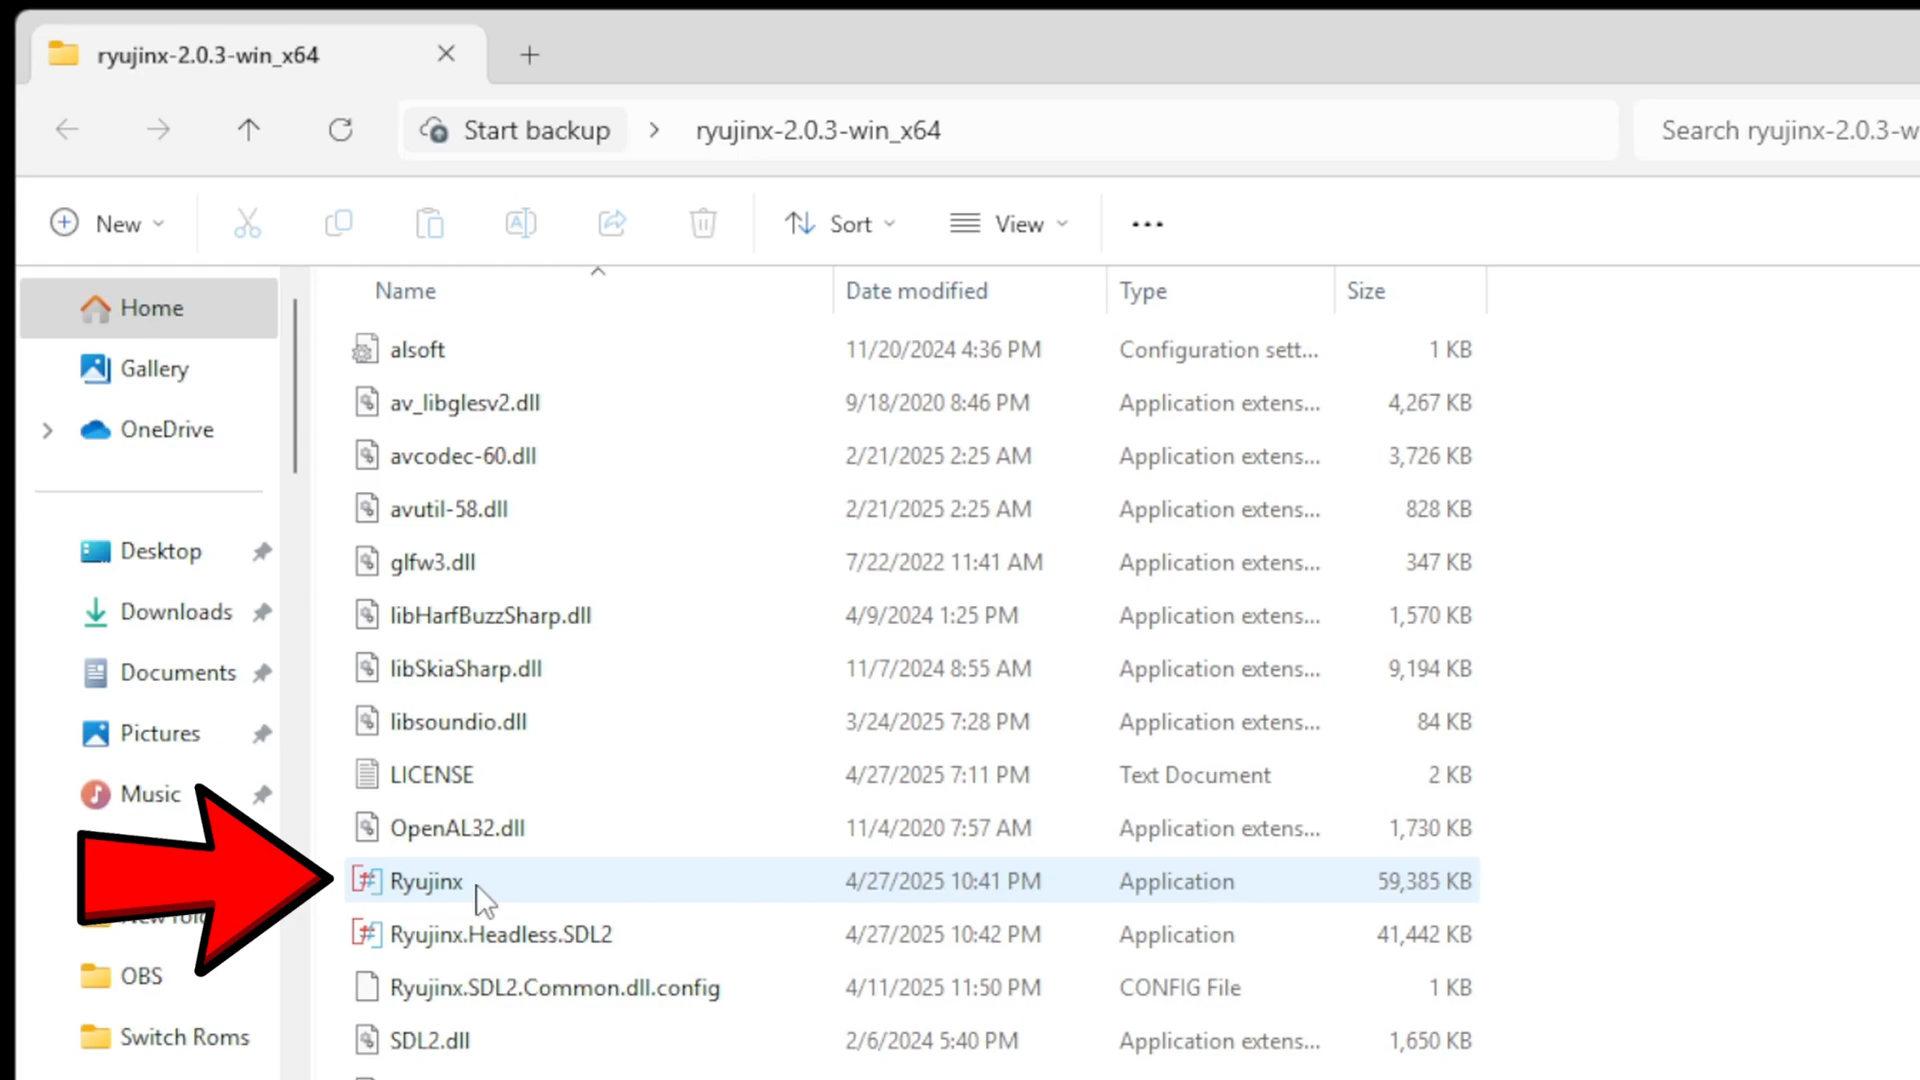 ryujinx-2.0.3-win_x64
Start backup > ryujinx-2.0.3-win_x64 Search ryujinx-2.0.3-w
New Sort View ...
Name Date modified Type Size
Home
Gallery
OneDrive
Desktop
Downloads
Documents
Pictures
Music
OBS
Switch Roms
alsoft 11/20/2024 4:36 PM Configuration sett... 1 KB
av_libglesv2.dll 9/18/2020 8:46 PM Application extens... 4,267 KB
avcodec-60.dll 2/21/2025 2:25 AM Application extens... 3,726 KB
avutil-58.dll 2/21/2025 2:25 AM Application extens... 828 KB
glfw3.dll 7/22/2022 11:41 AM Application extens... 347 KB
libHarfBuzzSharp.dll 4/9/2024 1:25 PM Application extens... 1,570 KB
libSkiaSharp.dll 11/7/2024 8:55 AM Application extens... 9,194 KB
libsoundio.dll 3/24/2025 7:28 PM Application extens... 84 KB
LICENSE 4/27/2025 7:11 PM Text Document 2 KB
OpenAL32.dll 11/4/2020 7:57 AM Application extens... 1,730 KB
Ryujinx 4/27/2025 10:41 PM Application 59,385 KB
Ryujinx.Headless.SDL2 4/27/2025 10:42 PM Application 41,442 KB
Ryujinx.SDL2.Common.dll.config 4/11/2025 11:50 PM CONFIG File 1 KB
SDL2.dll 2/6/2024 5:40 PM Application extens... 1,650 KB